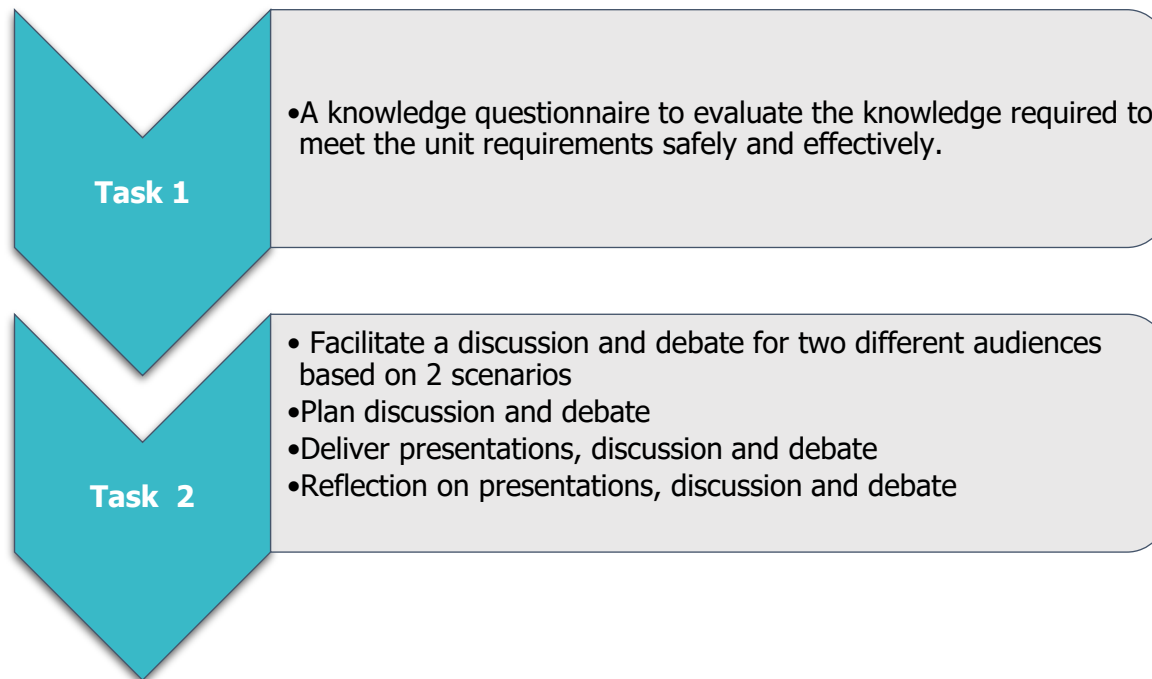 Task 1
•A knowledge questionnaire to evaluate the knowledge required to
meet the unit requirements safely and effectively.
Task 2
• Facilitate a discussion and debate for two different audiences
based on 2 scenarios
•Plan discussion and debate
•Deliver presentations, discussion and debate
•Reflection on presentations, discussion and debate